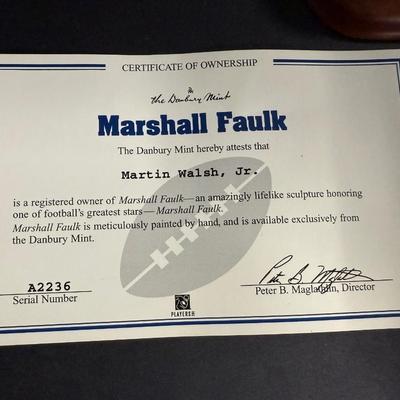 CERTIFICATE OF OWNERSHIP
the Danbury Mint
Marshall Faulk
The Danbury Mint hereby attests that
Martin Walsh, Jr.
is a registered owner of Marshall Faulk—an amazingly lifelike sculpture honoring
one of football's greatest stars—Marshall Faulk.
Marshall Faulk is meticulously painted by hand, and is available exclusively from
the Danbury Mint.
A2236
Serial Number
Peter B. Maglathlin, Director
PLAYERS